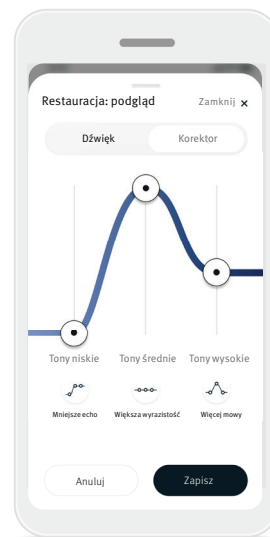 Restauracja: podgląd Zamknij ×
Dźwięk Korektor
Tony niskie Tony średnie Tony wysokie
Mniejsze echo Większa wyrazistość Więcej mowy
Anuluj Zapisz